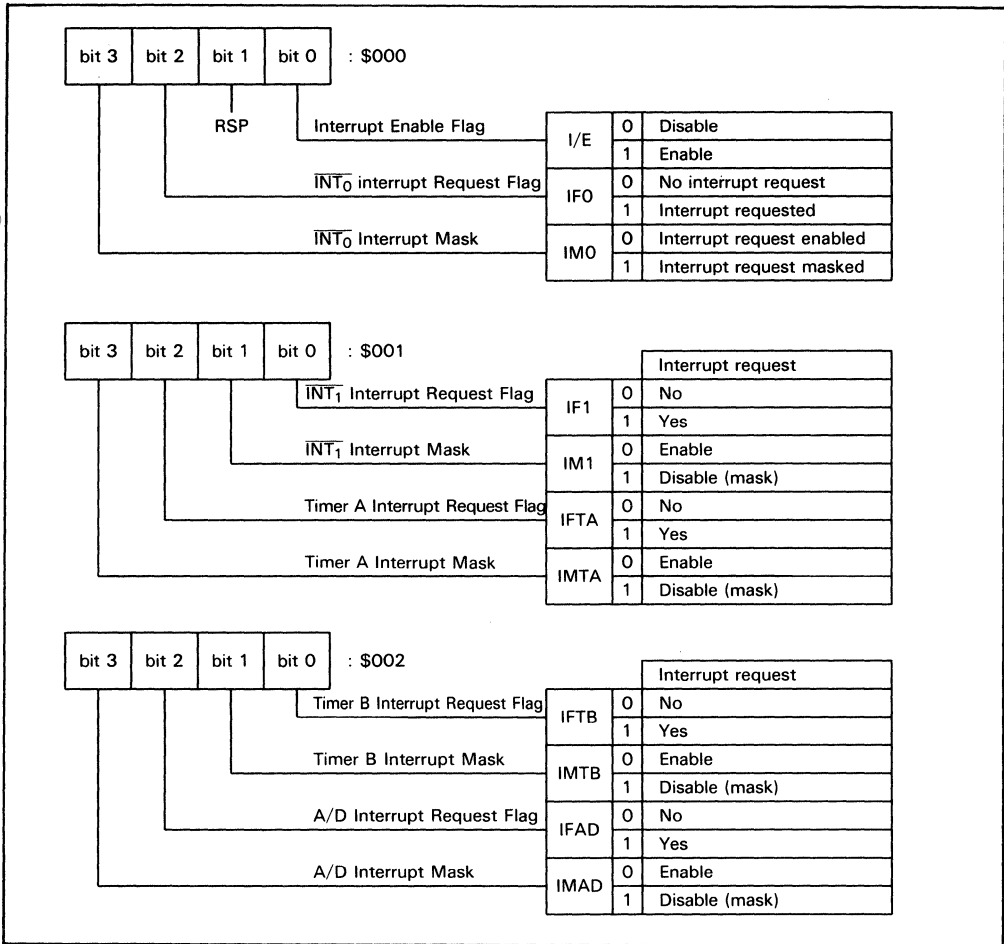 bit 3 bit 2 bit 1 bit 0 : $000
RSP
Interrupt Enable Flag I/E 0 Disable
1 Enable
INT0 interrupt Request Flag IF0 0 No interrupt request
1 Interrupt requested
INT0 Interrupt Mask IM0 0 Interrupt request enabled
1 Interrupt request masked
bit 3 bit 2 bit 1 bit 0 : $001
Interrupt request
INT1 Interrupt Request Flag IF1 0 No
1 Yes
INT1 Interrupt Mask IM1 0 Enable
1 Disable (mask)
Timer A Interrupt Request Flag IFTA 0 No
1 Yes
Timer A Interrupt Mask IMTA 0 Enable
1 Disable (mask)
bit 3 bit 2 bit 1 bit 0 : $002
Interrupt request
Timer B Interrupt Request Flag IFTB 0 No
1 Yes
Timer B Interrupt Mask IMTB 0 Enable
1 Disable (mask)
A/D Interrupt Request Flag IFAD 0 No
1 Yes
A/D Interrupt Mask IMAD 0 Enable
1 Disable (mask)